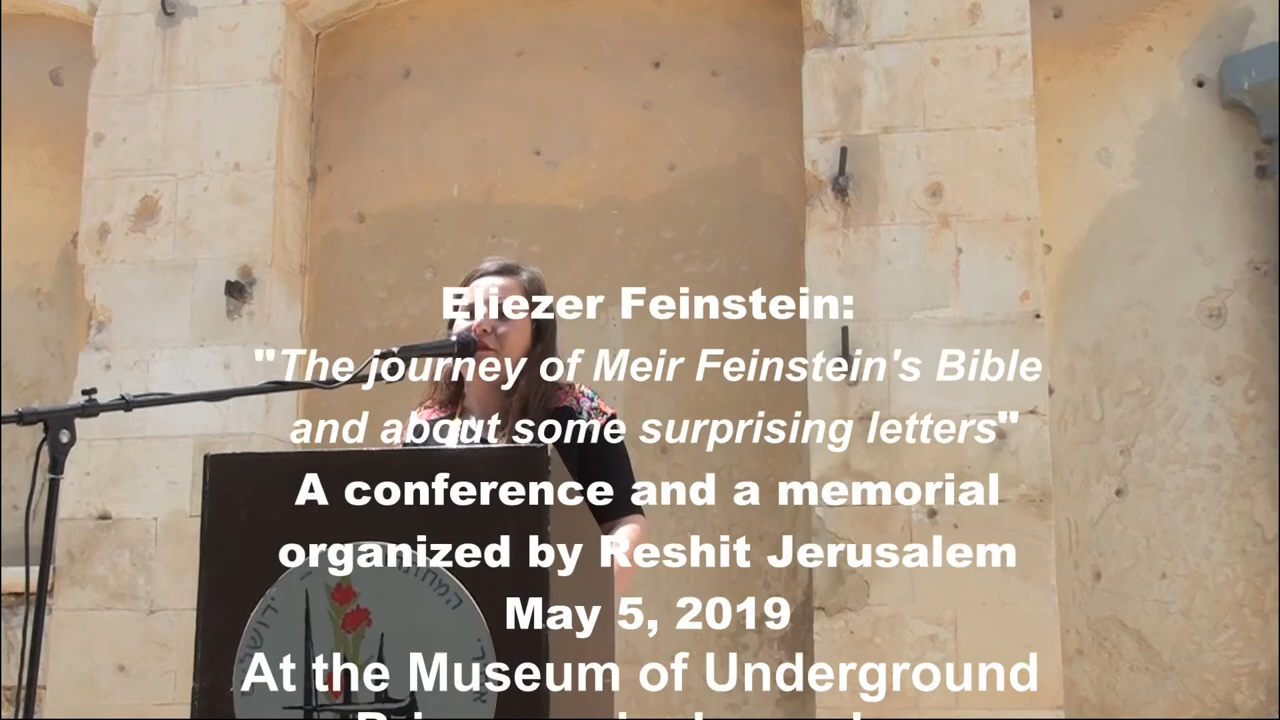 Eliezer Feinstein:
"The journey of Meir Feinstein's Bible
and about some surprising letters"
A conference and a memorial
organized by Reshit Jerusalem
May 5, 2019
At the Museum of Underground